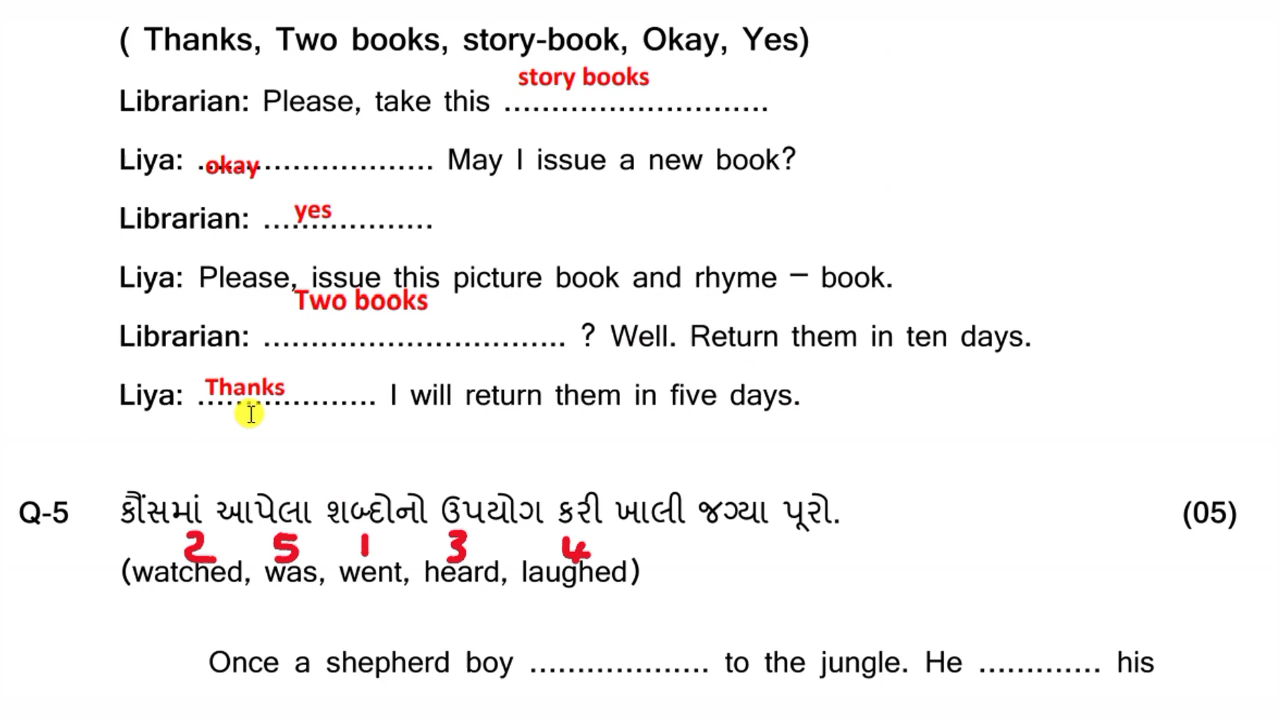 ( Thanks, Two books, story-book, Okay, Yes)
story books
Librarian: Please, take this ............................
Liya: ......................... May I issue a new book?
okay
yes
Librarian: ..................
Liya: Please, issue this picture book and rhyme – book.
Two books
Librarian: ................................ ? Well. Return them in ten days.
Thanks
Liya: ................... I will return them in five days.
Q-5 કૌંસમાં આપેલા શબ્દોનો ઉપયોગ કરી ખાલી જગ્યા પૂરો. (05)
2 5 1 3 4
(watched, was, went, heard, laughed)
Once a shepherd boy ................... to the jungle. He ............. his